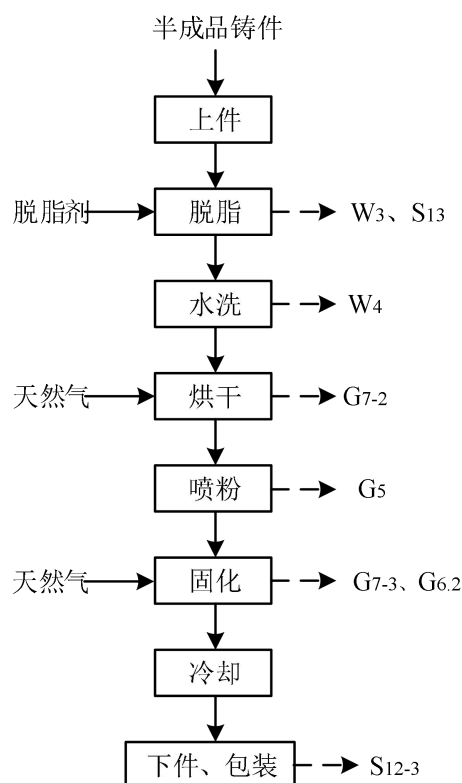 半成品铸件
上件
脱脂剂 脱脂 W3、S13
水洗 W4
天然气 烘干 G7-2
喷粉 G5
天然气 固化 G7-3、G6.2
冷却
下件、包装 S12-3